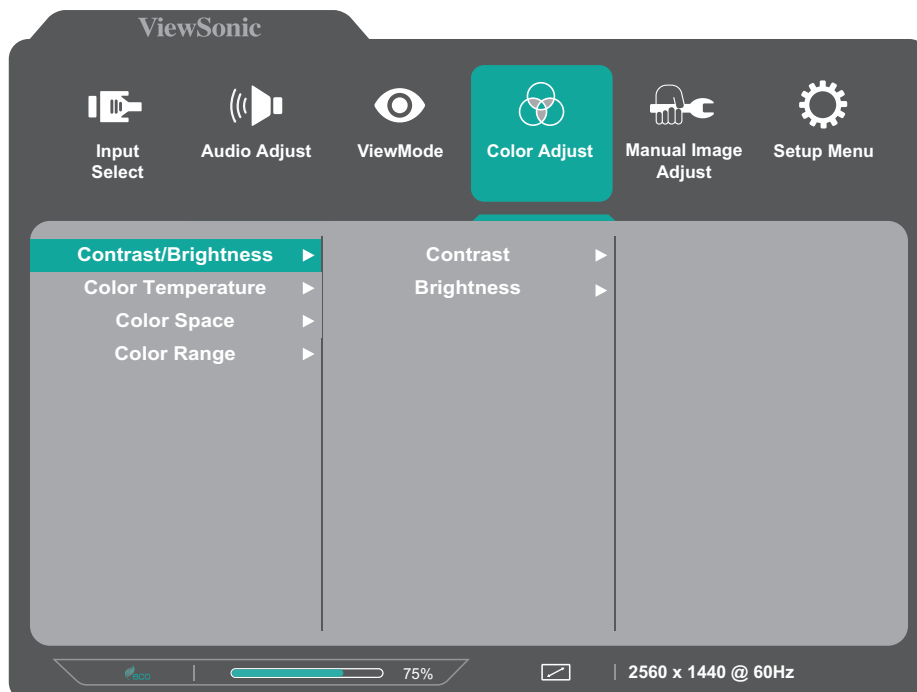 ViewSonic
Input Select
Audio Adjust
ViewMode
Color Adjust
Manual Image Adjust
Setup Menu
Contrast/Brightness
Color Temperature
Color Space
Color Range
Contrast
Brightness
eco
75%
2560 x 1440 @ 60Hz